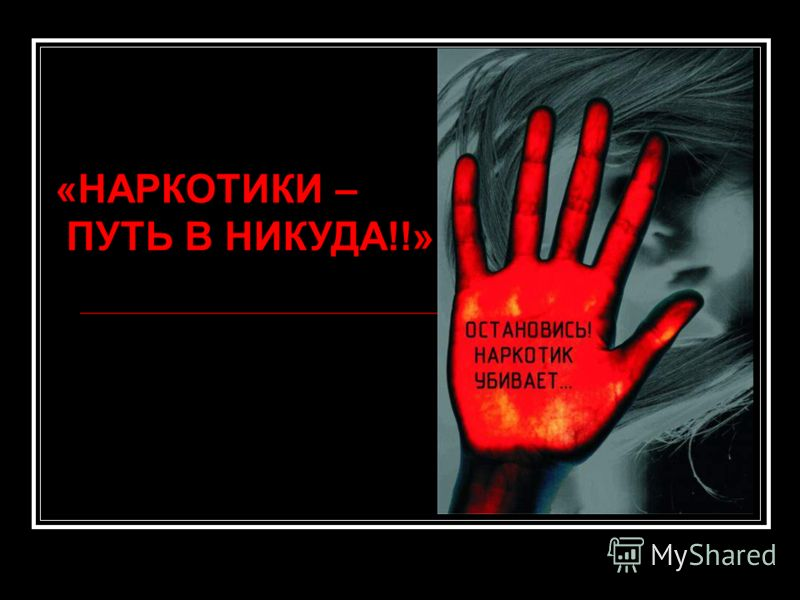 «НАРКОТИКИ –
ПУТЬ В НИКУДА!!»
ОСТАНОВИСЬ!
НАРКОТИК
УБИВАЕТ...
MyShared